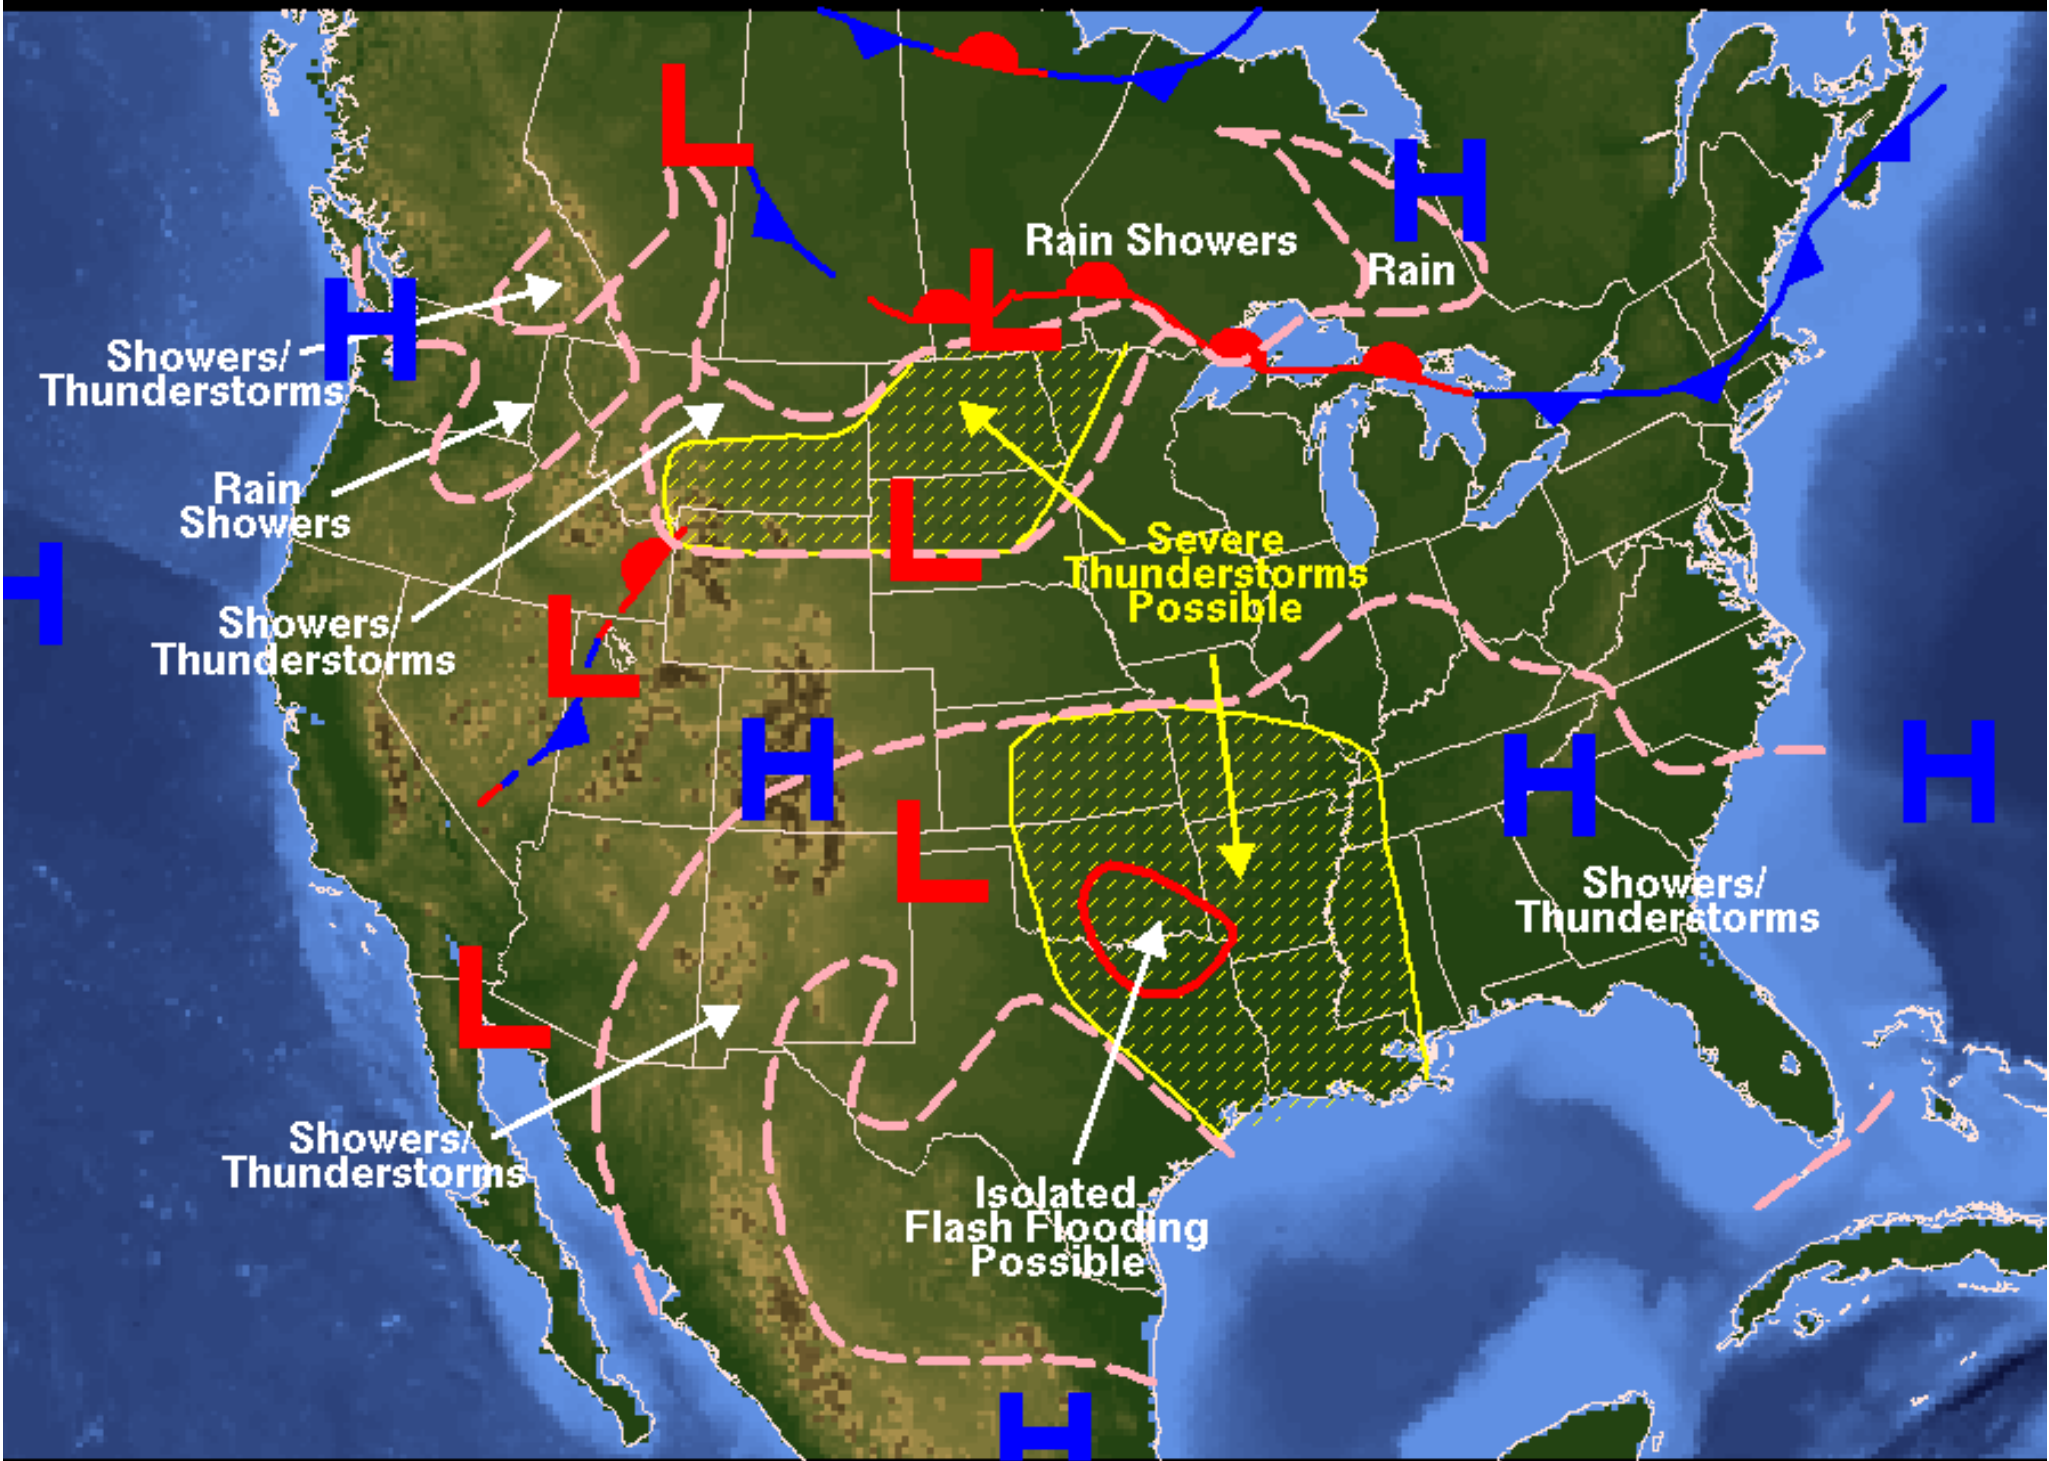 L
H
Rain Showers
Rain
L
H
Showers/
Thunderstorms
Rain
Showers
L
Severe
Thunderstorms
Possible
H
L
Showers/
Thunderstorms
H
H
H
L
Showers/
Thunderstorms
L
Showers/
Thunderstorms
Isolated
Flash Flooding
Possible
H